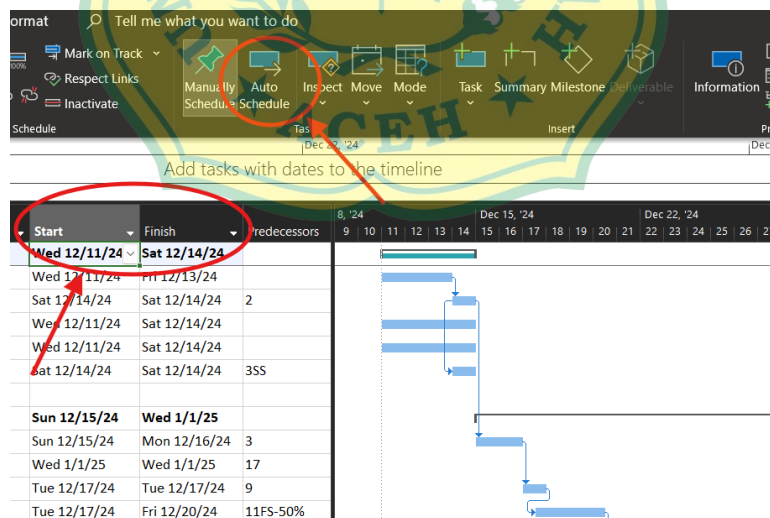 ormat Tell me what you want to do
Mark on Track
Respect Links
Inactivate
Manually Schedule
Auto Schedule
Inspect
Move
Mode
Task
Summary
Milestone
Deliverable
Information
Schedule
Tas
Insert
Pr
ACEH
Dec 22, '24
Dec
Add tasks with dates to the timeline
8, '24 Dec 15, '24 Dec 22, '24
Start Finish Predecessors 9 10 11 12 13 14 15 16 17 18 19 20 21 22 23 24 25 26 2
Wed 12/11/24 Sat 12/14/24
Wed 12/11/24 Fri 12/13/24
Sat 12/14/24 Sat 12/14/24 2
Wed 12/11/24 Sat 12/14/24
Wed 12/11/24 Sat 12/14/24
Sat 12/14/24 Sat 12/14/24 3SS
Sun 12/15/24 Wed 1/1/25
Sun 12/15/24 Mon 12/16/24 3
Wed 1/1/25 Wed 1/1/25 17
Tue 12/17/24 Tue 12/17/24 9
Tue 12/17/24 Fri 12/20/24 11FS-50%